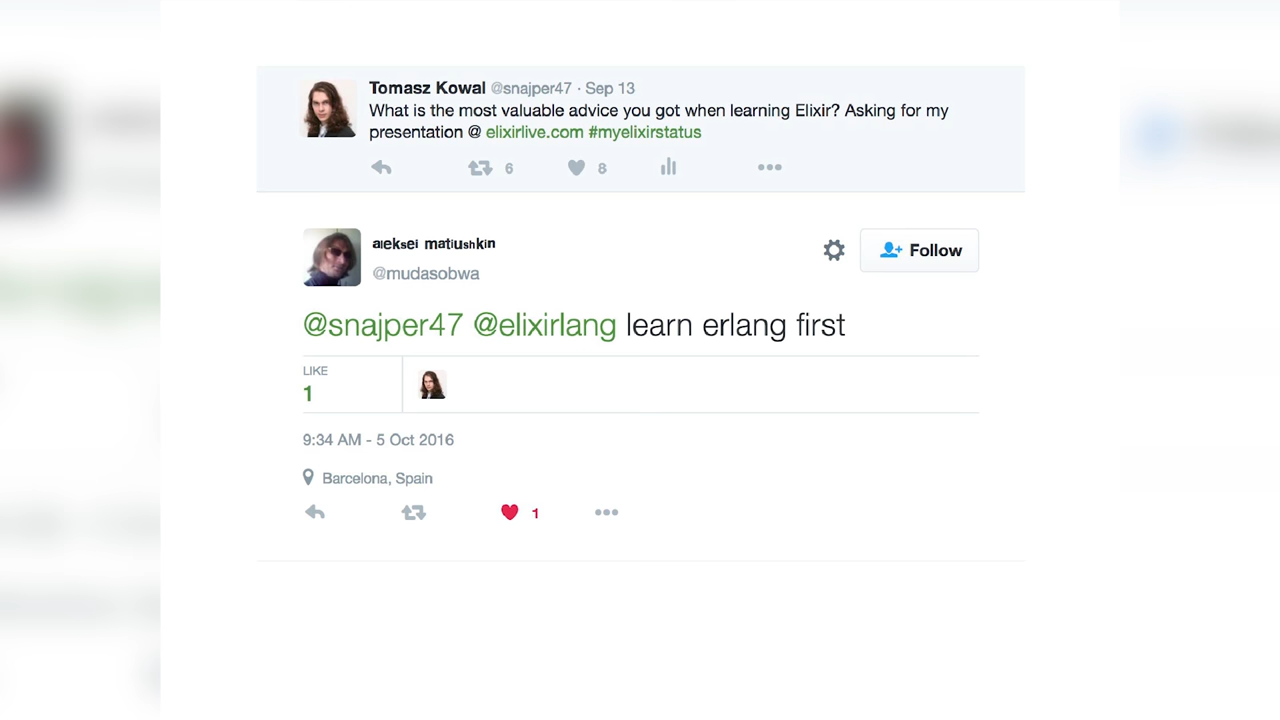 Tomasz Kowal @snajper47 · Sep 13
What is the most valuable advice you got when learning Elixir? Asking for my
presentation @ elixirlive.com #myelixirstatus
6 8
aleksei matiushkin
@mudasobwa
Follow
@snajper47 @elixirlang learn erlang first
LIKE
1
9:34 AM - 5 Oct 2016
Barcelona, Spain
1